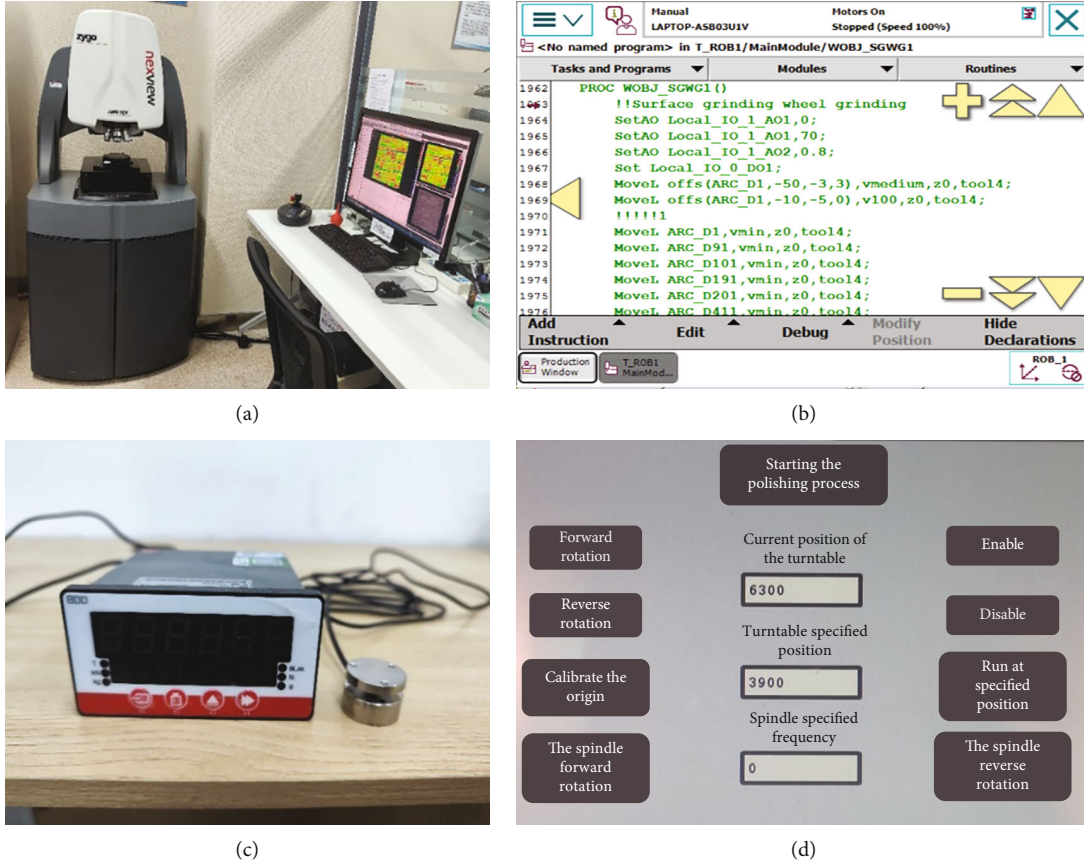 zygo
nexview
(a)
Manual
LAPTOP-ASB03U1V
Motors On
Stopped (Speed 100%)
<No named program> in T_ROB1/MainModule/WOBJ_SGWG1
Tasks and Programs
Modules
Routines
1962 PROC WOBJ_SGWG1()
1963 !!Surface grinding wheel grinding
1964 SetAO Local_IO_1_AO1,0;
1965 SetAO Local_IO_1_AO1,70;
1966 SetAO Local_IO_1_AO2,0.8;
1967 Set Local_IO_0_DO1;
1968 MoveL offs(ARC_D1,-50,-3,3),vmedium,z0,tool4;
1969 MoveL offs(ARC_D1,-10,-5,0),v100,z0,tool4;
1970 !!!!!1
1971 MoveL ARC_D1,vmin,z0,tool4;
1972 MoveL ARC_D91,vmin,z0,tool4;
1973 MoveL ARC_D101,vmin,z0,tool4;
1974 MoveL ARC_D191,vmin,z0,tool4;
1975 MoveL ARC_D201,vmin,z0,tool4;
1976 MoveL ARC_D411,vmin,z0,tool4;
Add Instruction
Edit
Debug
Modify Position
Hide Declarations
Production Window
T_ROB1
MainMod...
ROB_1
(b)
800
(c)
Starting the
polishing process
Forward
rotation
Current position of
the turntable
Enable
6300
Reverse
rotation
Disable
Turntable specified
position
Calibrate the
origin
3900
Run at
specified
position
Spindle specified
frequency
The spindle
forward
rotation
0
The spindle
reverse
rotation
(d)